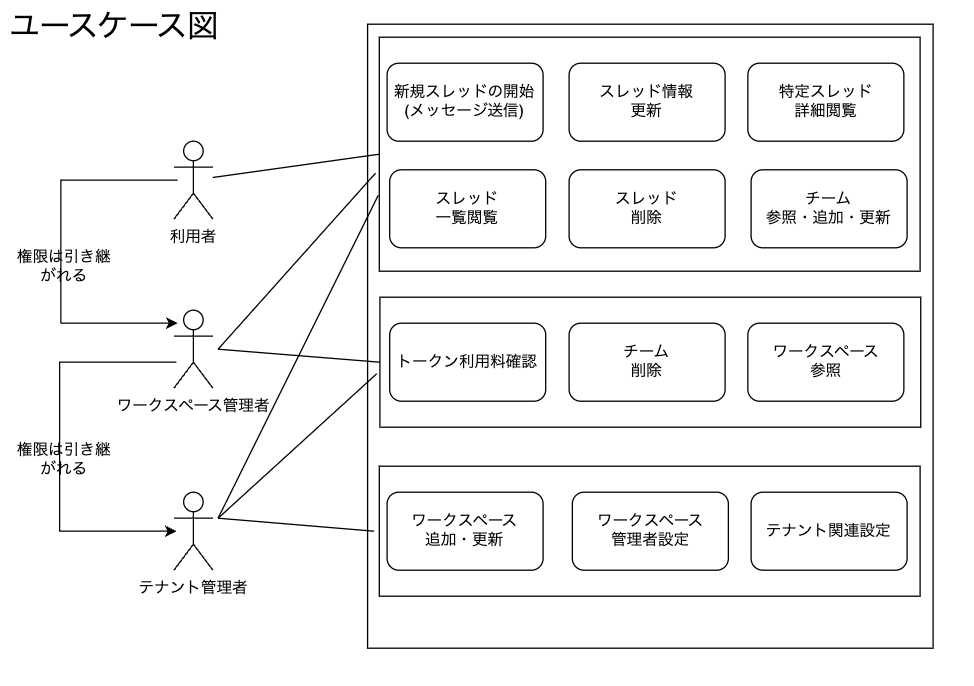 ユースケース図
新規スレッドの開始
(メッセージ送信)
スレッド情報
更新
特定スレッド
詳細閲覧
スレッド
一覧閲覧
スレッド
削除
チーム
参照・追加・更新
利用者
権限は引き継
がれる
トークン利用料確認
チーム
削除
ワークスペース
参照
ワークスペース管理者
権限は引き継
がれる
ワークスペース
追加・更新
ワークスペース
管理者設定
テナント関連設定
テナント管理者